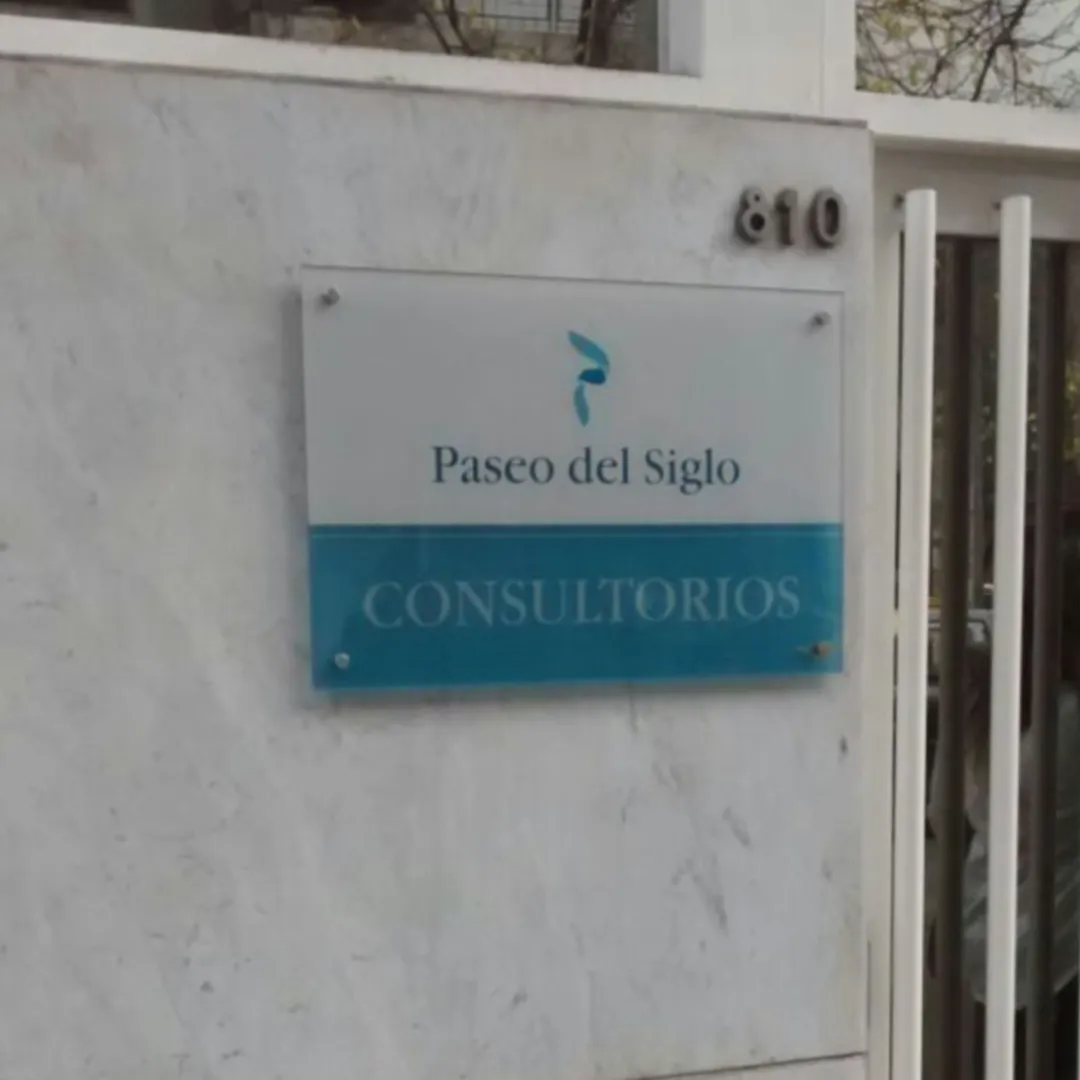 810
Paseo del Siglo
CONSULTORIOS